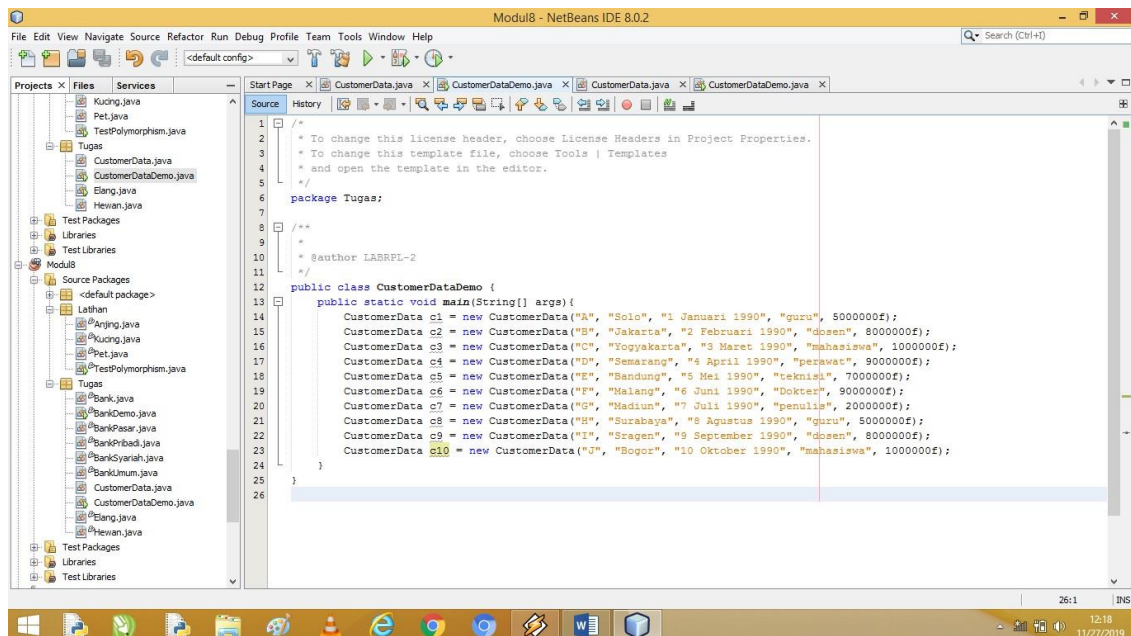 Modul8 - NetBeans IDE 8.0.2
File Edit View Navigate Source Refactor Run Debug Profile Team Tools Window Help
Search (Ctrl+I)
<default config>
Projects Files Services
Kucing.java
Pet.java
TestPolymorphism.java
Tugas
CustomerData.java
CustomerDataDemo.java
Elang.java
Hewan.java
Test Packages
Libraries
Test Libraries
Modul8
Source Packages
<default package>
Latihan
Anjing.java
Kucing.java
Pet.java
TestPolymorphism.java
Tugas
Bank.java
BankDemo.java
BankPasar.java
BankPribadi.java
BankSyariah.java
BankUmum.java
CustomerData.java
CustomerDataDemo.java
Elang.java
Hewan.java
Test Packages
Libraries
Test Libraries
Start Page CustomerData.java CustomerDataDemo.java CustomerData.java CustomerDataDemo.java
Source History
1 /*
2 * To change this license header, choose License Headers in Project Properties.
3 * To change this template file, choose Tools | Templates
4 * and open the template in the editor.
5 */
6 package Tugas;
7
8 /**
9 *
10 * @author LABRPL-2
11 */
12 public class CustomerDataDemo {
13 public static void main(String[] args){
14 CustomerData c1 = new CustomerData("A", "Solo", "1 Januari 1990", "guru", 5000000f);
15 CustomerData c2 = new CustomerData("B", "Jakarta", "2 Februari 1990", "dosen", 8000000f);
16 CustomerData c3 = new CustomerData("C", "Yogyakarta", "3 Maret 1990", "mahasiswa", 1000000f);
17 CustomerData c4 = new CustomerData("D", "Semarang", "4 April 1990", "perawat", 9000000f);
18 CustomerData c5 = new CustomerData("E", "Bandung", "5 Mei 1990", "teknisi", 7000000f);
19 CustomerData c6 = new CustomerData("F", "Malang", "6 Juni 1990", "Dokter", 9000000f);
20 CustomerData c7 = new CustomerData("G", "Madiun", "7 Juli 1990", "penulis", 2000000f);
21 CustomerData c8 = new CustomerData("H", "Surabaya", "8 Agustus 1990", "guru", 5000000f);
22 CustomerData c9 = new CustomerData("I", "Sragen", "9 September 1990", "dosen", 8000000f);
23 CustomerData c10 = new CustomerData("J", "Bogor", "10 Oktober 1990", "mahasiswa", 1000000f);
24 }
25 }
26
26:1 INS
12:18
11/27/2019